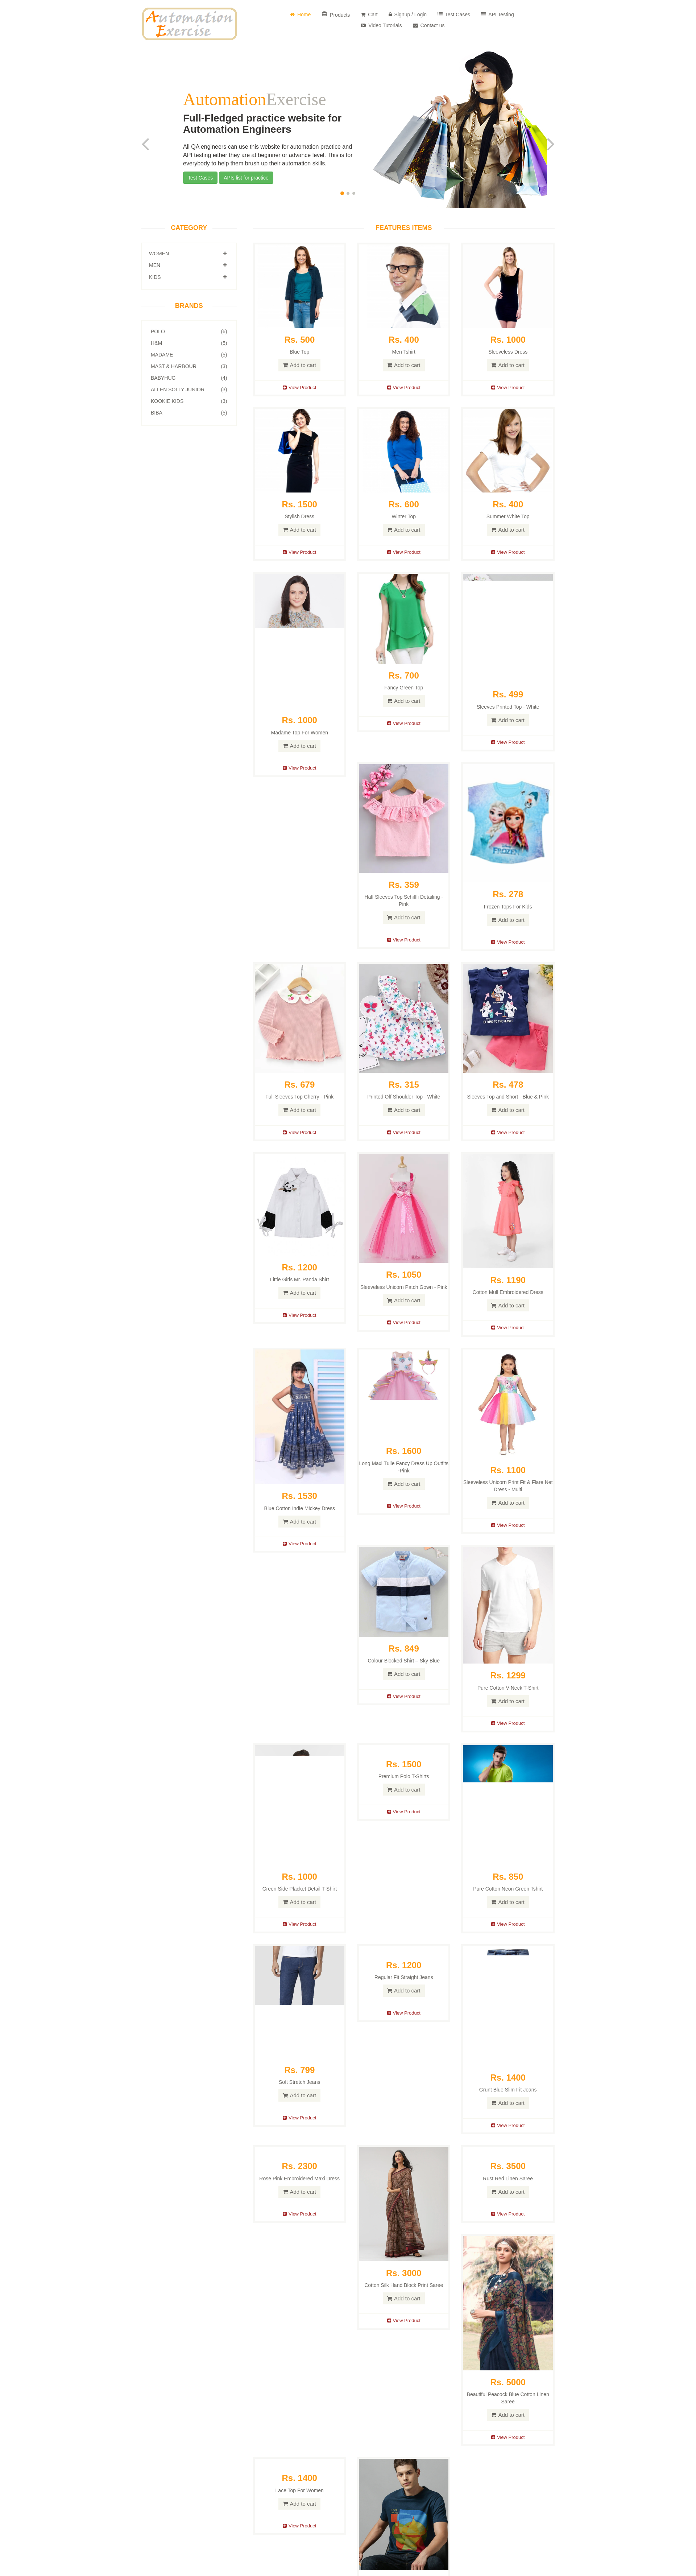 Automation
Exercise
Home
Products
Cart
Signup / Login
Test Cases
API Testing
Video Tutorials
Contact us
AutomationExercise
Full-Fledged practice website for
Automation Engineers
All QA engineers can use this website for automation practice and
API testing either they are at beginner or advance level. This is for
everybody to help them brush up their automation skills.
Test Cases
APIs list for practice
CATEGORY
WOMEN
MEN
KIDS
BRANDS
POLO (6)
H&M (5)
MADAME (5)
MAST & HARBOUR (3)
BABYHUG (4)
ALLEN SOLLY JUNIOR (3)
KOOKIE KIDS (3)
BIBA (5)
FEATURES ITEMS
Rs. 500
Blue Top
Add to cart
View Product
Rs. 400
Men Tshirt
Add to cart
View Product
Rs. 1000
Sleeveless Dress
Add to cart
View Product
Rs. 1500
Stylish Dress
Add to cart
View Product
Rs. 600
Winter Top
Add to cart
View Product
Rs. 400
Summer White Top
Add to cart
View Product
Rs. 1000
Madame Top For Women
Add to cart
View Product
Rs. 700
Fancy Green Top
Add to cart
View Product
Rs. 499
Sleeves Printed Top - White
Add to cart
View Product
Rs. 359
Half Sleeves Top Schiffli Detailing -
Pink
Add to cart
View Product
FROZEN
Rs. 278
Frozen Tops For Kids
Add to cart
View Product
Rs. 679
Full Sleeves Top Cherry - Pink
Add to cart
View Product
Rs. 315
Printed Off Shoulder Top - White
Add to cart
View Product
Rs. 478
Sleeves Top and Short - Blue & Pink
Add to cart
View Product
Rs. 1200
Little Girls Mr. Panda Shirt
Add to cart
View Product
Rs. 1050
Sleeveless Unicorn Patch Gown - Pink
Add to cart
View Product
Rs. 1190
Cotton Mull Embroidered Dress
Add to cart
View Product
Rs. 1530
Blue Cotton Indie Mickey Dress
Add to cart
View Product
Rs. 1600
Long Maxi Tulle Fancy Dress Up Outfits
-Pink
Add to cart
View Product
Rs. 1100
Sleeveless Unicorn Print Fit & Flare Net
Dress - Multi
Add to cart
View Product
Rs. 849
Colour Blocked Shirt – Sky Blue
Add to cart
View Product
Rs. 1299
Pure Cotton V-Neck T-Shirt
Add to cart
View Product
Rs. 1000
Green Side Placket Detail T-Shirt
Add to cart
View Product
Rs. 1500
Premium Polo T-Shirts
Add to cart
View Product
Rs. 850
Pure Cotton Neon Green Tshirt
Add to cart
View Product
Rs. 799
Soft Stretch Jeans
Add to cart
View Product
Rs. 1200
Regular Fit Straight Jeans
Add to cart
View Product
Rs. 1400
Grunt Blue Slim Fit Jeans
Add to cart
View Product
Rs. 2300
Rose Pink Embroidered Maxi Dress
Add to cart
View Product
Rs. 3000
Cotton Silk Hand Block Print Saree
Add to cart
View Product
Rs. 3500
Rust Red Linen Saree
Add to cart
View Product
Rs. 5000
Beautiful Peacock Blue Cotton Linen
Saree
Add to cart
View Product
Rs. 1400
Lace Top For Women
Add to cart
View Product